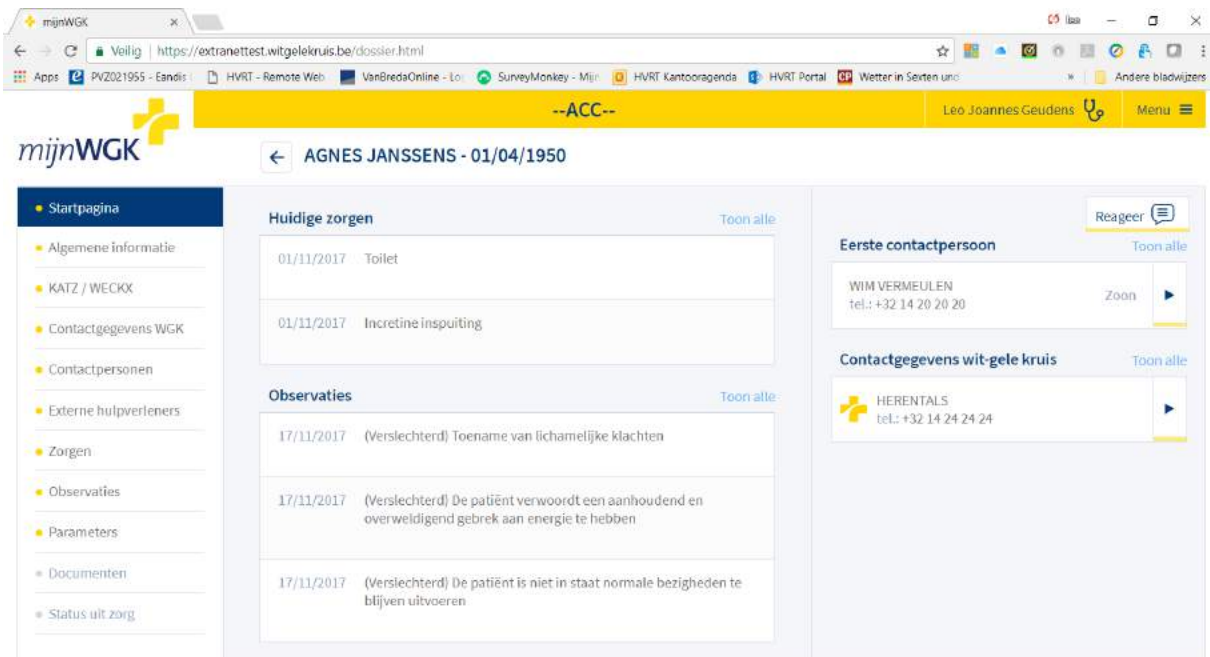 mijnWGK
Veilig | https://extranettest.witgelekruis.be/dossier.html
Apps PVZ021955 - Eandis HVRT - Remote Web VanBredaOnline - Lo SurveyMonkey - Mijn HVRT Kantooragenda HVRT Portal Wetter in Sexten und » Andere bladwijzers
--ACC--
Leo Joannes Geudens
Menu
mijnWGK
AGNES JANSSENS - 01/04/1950
Startpagina
Algemene informatie
KATZ / WECKX
Contactgegevens WGK
Contactpersonen
Externe hulpverleners
Zorgen
Observaties
Parameters
Documenten
Status uit zorg
Huidige zorgen Toon alle
01/11/2017 Toilet
01/11/2017 Incretine inspuiting
Observaties Toon alle
17/11/2017 (Verslechterd) Toename van lichamelijke klachten
17/11/2017 (Verslechterd) De patiënt verwoordt een aanhoudend en
overweldigend gebrek aan energie te hebben
17/11/2017 (Verslechterd) De patiënt is niet in staat normale bezigheden te
blijven uitvoeren
Reageer
Eerste contactpersoon Toon alle
WIM VERMEULEN
tel.: +32 14 20 20 20
Zoon
Contactgegevens wit-gele kruis Toon alle
HERENTALS
tel.: +32 14 24 24 24